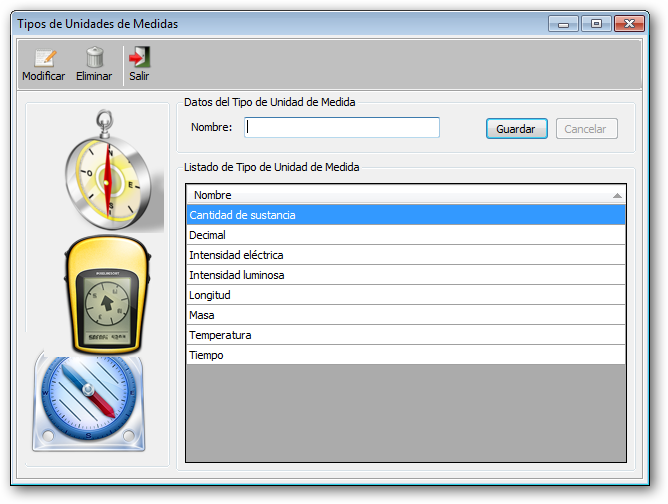 Tipos de Unidades de Medidas
Modificar Eliminar Salir
Datos del Tipo de Unidad de Medida
Nombre: Guardar Cancelar
Listado de Tipo de Unidad de Medida
Nombre
Cantidad de sustancia
Decimal
Intensidad eléctrica
Intensidad luminosa
Longitud
Masa
Temperatura
Tiempo
N
O
E
S
W
S